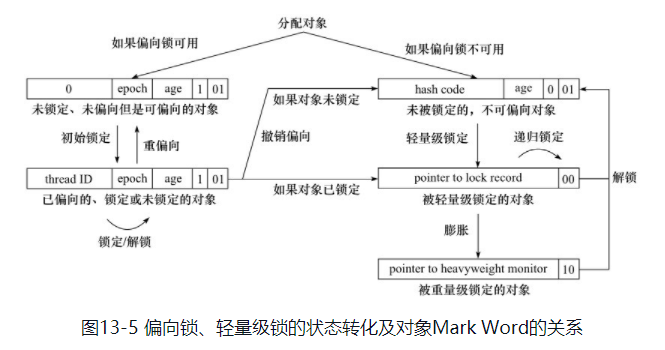 分配对象
如果偏向锁可用
如果偏向锁不可用
0 epoch age 1 01
未锁定、未偏向但是可偏向的对象
hash code age 0 01
未被锁定的，不可偏向对象
如果对象未锁定
初始锁定
重偏向
撤销偏向
轻量级锁定
递归锁定
thread ID epoch age 1 01
已偏向的、锁定或未锁定的对象
如果对象已锁定
pointer to lock record 00
被轻量级锁定的对象
解锁
锁定/解锁
膨胀
pointer to heavyweight monitor 10
被重量级锁定的对象
图13-5 偏向锁、轻量级锁的状态转化及对象Mark Word的关系